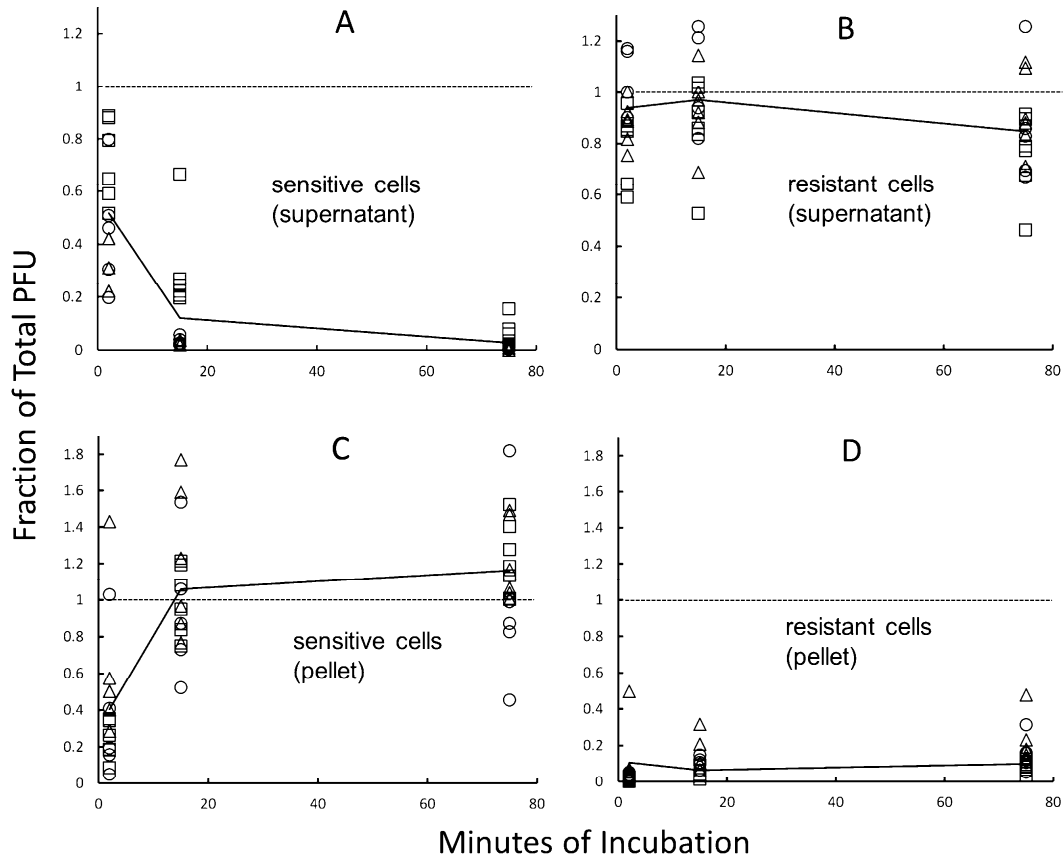 A
1.2
1
0.8
0.6
0.4
0.2
0
0 20 40 60 80
sensitive cells
(supernatant)
B
1.2
1
0.8
0.6
0.4
0.2
0
0 20 40 60 80
resistant cells
(supernatant)
Fraction of Total PFU
C
1.8
1.6
1.4
1.2
1
0.8
0.6
0.4
0.2
0
0 20 40 60 80
sensitive cells
(pellet)
D
1.8
1.6
1.4
1.2
1
0.8
0.6
0.4
0.2
0
0 20 40 60 80
resistant cells
(pellet)
Minutes of Incubation